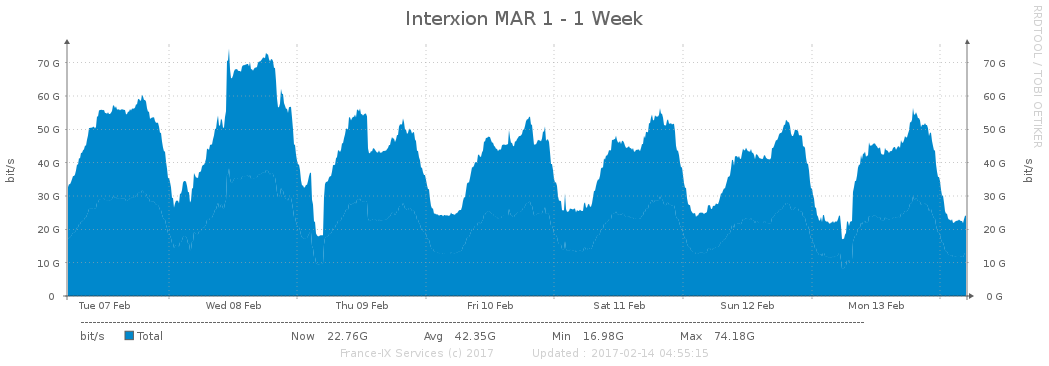 Interxion MAR 1 - 1 Week
RRDTOOL / TOBI OETIKER
bit/s
70 G
60 G
50 G
40 G
30 G
20 G
10 G
0
70 G
60 G
50 G
40 G
30 G
20 G
10 G
0 G
bit/s
Tue 07 Feb Wed 08 Feb Thu 09 Feb Fri 10 Feb Sat 11 Feb Sun 12 Feb Mon 13 Feb
bit/s Total Now 22.76G Avg 42.35G Min 16.98G Max 74.18G
France-IX Services (c) 2017 Updated : 2017-02-14 04:55:15